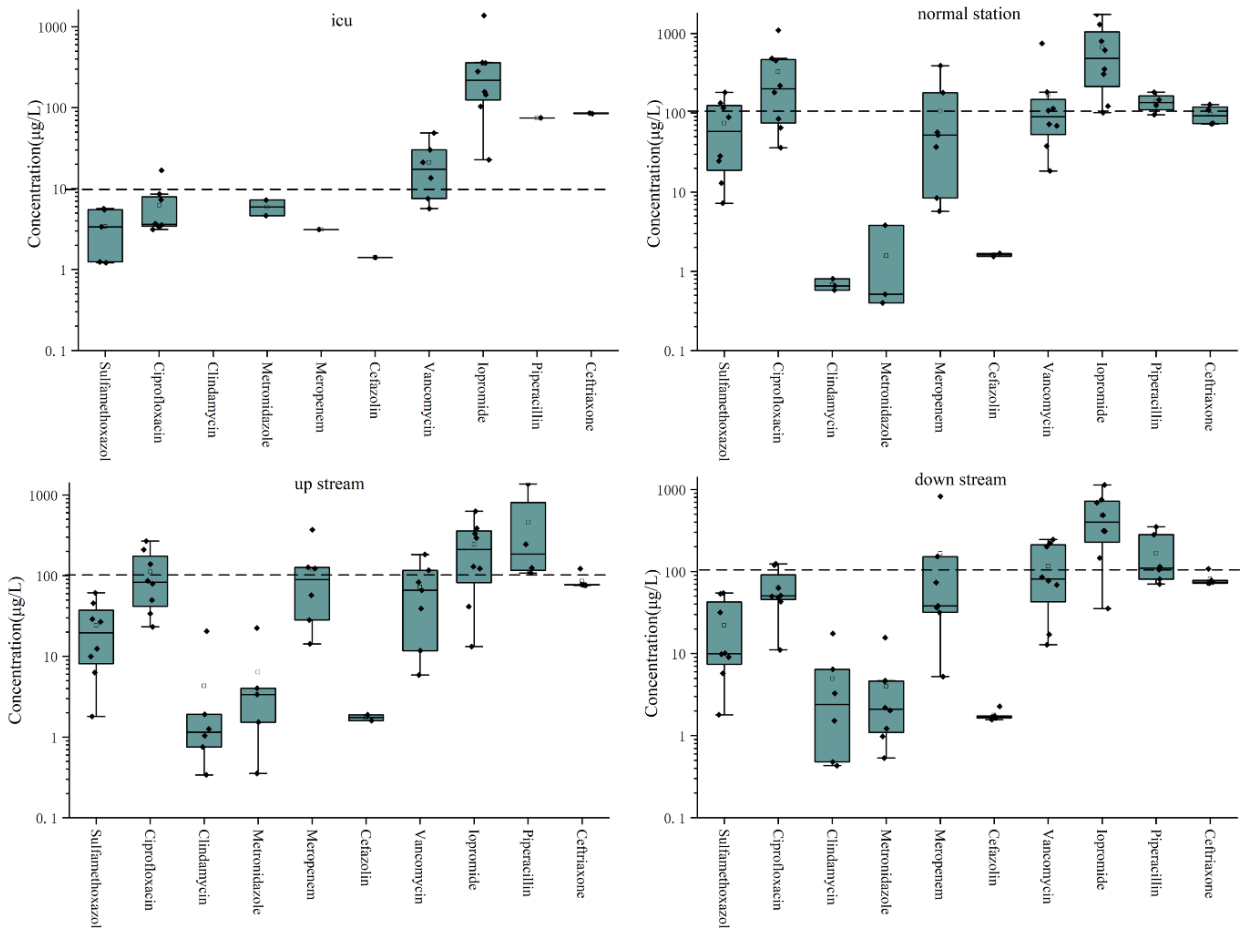 icu
Concentration(μg/L)
1000
100
10
1
0. 1
Sulfamethoxazol
Ciprofloxacin
Clindamycin
Metronidazole
Meropenem
Cefazolin
Vancomycin
Iopromide
Piperacillin
Ceftriaxone
normal station
Concentration(μg/L)
1000
100
10
1
0. 1
Sulfamethoxazol
Ciprofloxacin
Clindamycin
Metronidazole
Meropenem
Cefazolin
Vancomycin
Iopromide
Piperacillin
Ceftriaxone
up stream
Concentration(μg/L)
1000
100
10
1
0. 1
Sulfamethoxazol
Ciprofloxacin
Clindamycin
Metronidazole
Meropenem
Cefazolin
Vancomycin
Iopromide
Piperacillin
Ceftriaxone
down stream
Concentration(μg/L)
1000
100
10
1
0. 1
Sulfamethoxazol
Ciprofloxacin
Clindamycin
Metronidazole
Meropenem
Cefazolin
Vancomycin
Iopromide
Piperacillin
Ceftriaxone